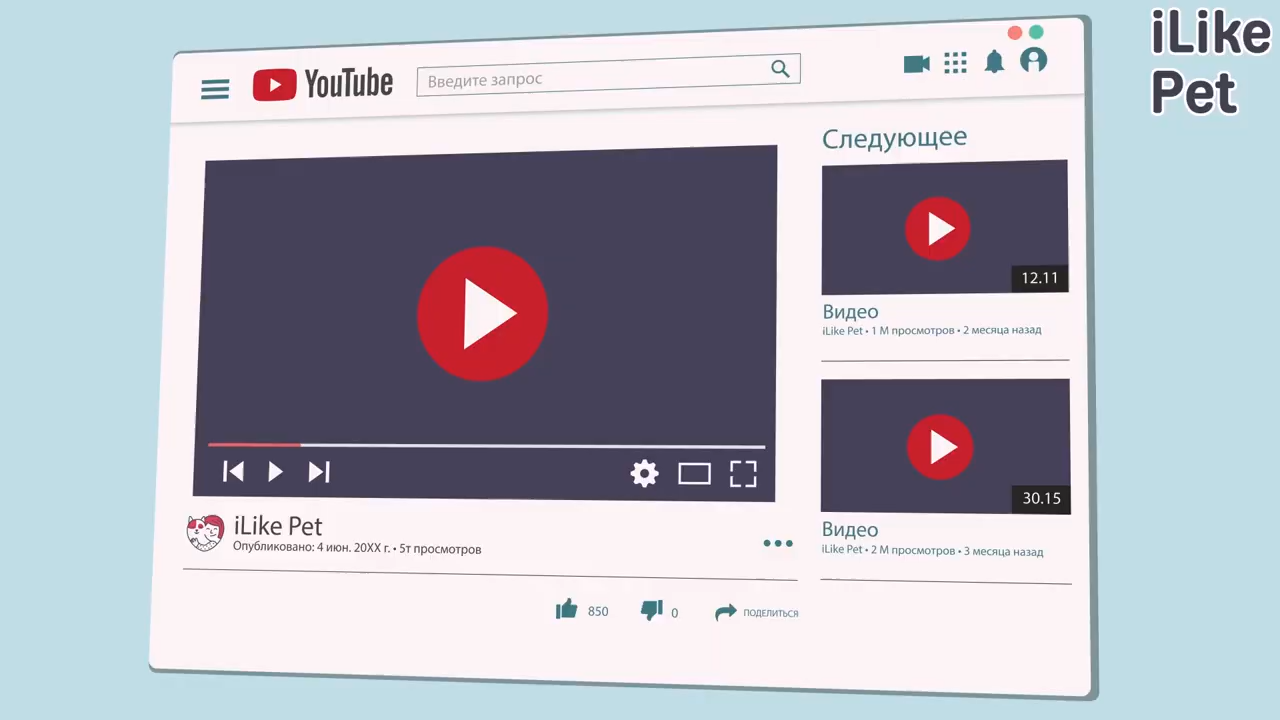 iLike
Pet
YouTube
Введите запрос
Следующее
12.11
Видео
iLike Pet • 1 М просмотров • 2 месяца назад
30.15
Видео
iLike Pet • 2 М просмотров • 3 месяца назад
iLike Pet
Опубликовано: 4 июн. 20XX г. • 5т просмотров
850
0
ПОДЕЛИТЬСЯ